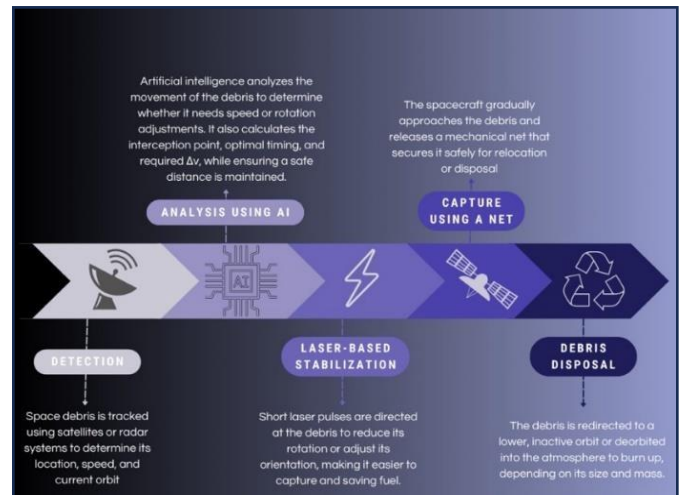 Artificial intelligence analyzes the
movement of the debris to determine
whether it needs speed or rotation
adjustments. It also calculates the
interception point, optimal timing, and
required Δv, while ensuring a safe
distance is maintained.
ANALYSIS USING AI
The spacecraft gradually
approaches the debris and
releases a mechanical net that
secures it safely for relocation
or disposal
CAPTURE
USING A NET
AI
DETECTION
Space debris is tracked
using satellites or radar
systems to determine its
location, speed, and
current orbit
LASER-BASED
STABILIZATION
Short laser pulses are directed
at the debris to reduce its
rotation or adjust its
orientation, making it easier to
capture and saving fuel.
DEBRIS
DISPOSAL
The debris is redirected to a
lower, inactive orbit or deorbited
into the atmosphere to burn up,
depending on its size and mass.